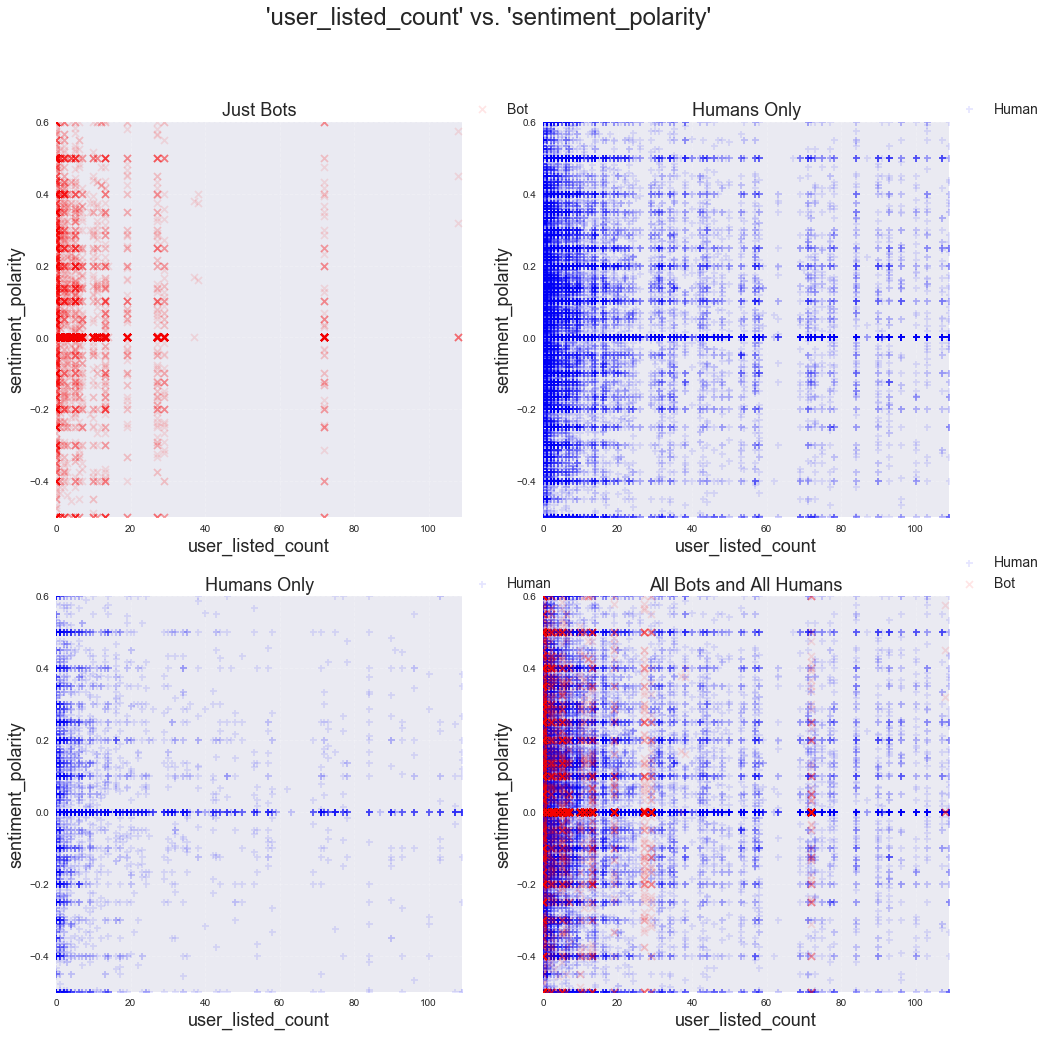 'user_listed_count' vs. 'sentiment_polarity'
Just Bots
Bot
Humans Only
Human
0.6
0.4
0.2
0.0
−0.2
−0.4
sentiment_polarity
0 20 40 60 80 100
user_listed_count
0.6
0.4
0.2
0.0
−0.2
−0.4
sentiment_polarity
0 20 40 60 80 100
user_listed_count
Humans Only
Human
All Bots and All Humans
Human
Bot
0.6
0.4
0.2
0.0
−0.2
−0.4
sentiment_polarity
0 20 40 60 80 100
user_listed_count
0.6
0.4
0.2
0.0
−0.2
−0.4
sentiment_polarity
0 20 40 60 80 100
user_listed_count